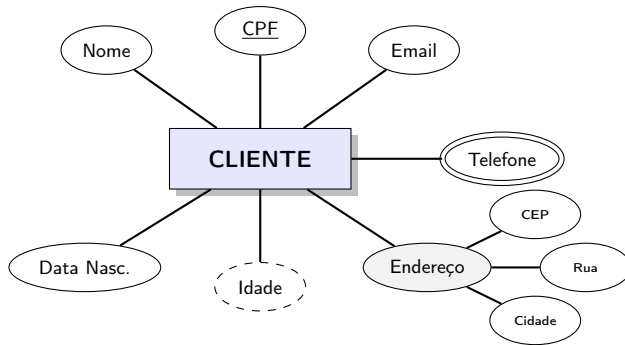 CPF
Nome
Email
CLIENTE
Telefone
CEP
Data Nasc.
Idade
Endereço
Rua
Cidade